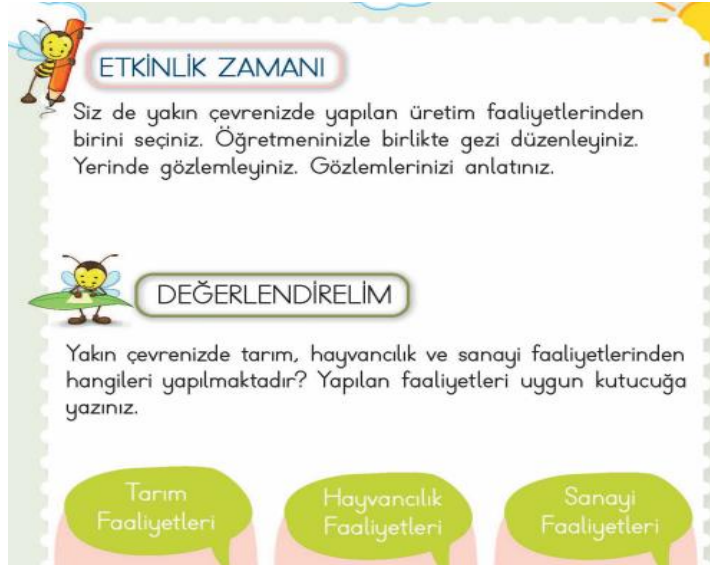 ETKİNLİK ZAMANI
Siz de yakın çevrenizde yapılan üretim faaliyetlerinden
birini seçiniz. Öğretmeninizle birlikte gezi düzenleyiniz.
Yerinde gözlemleyiniz. Gözlemlerinizi anlatınız.
DEĞERLENDİRELİM
Yakın çevrenizde tarım, hayvancılık ve sanayi faaliyetlerinden
hangileri yapılmaktadır? Yapılan faaliyetleri uygun kutucuğa
yazınız.
Tarım
Faaliyetleri
Hayvancılık
Faaliyetleri
Sanayi
Faaliyetleri